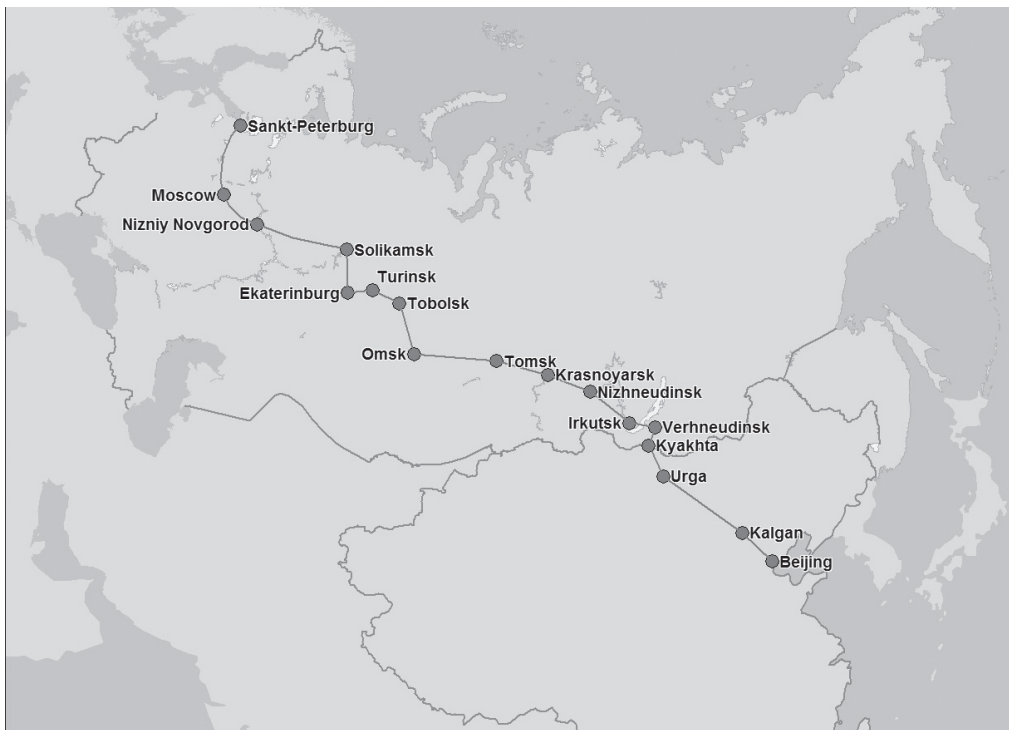 Sankt-Peterburg
Moscow
Nizniy Novgorod
Solikamsk
Turinsk
Ekaterinburg
Tobolsk
Omsk
Tomsk
Krasnoyarsk
Nizhneudinsk
Irkutsk
Verhneudinsk
Kyakhta
Urga
Kalgan
Beijing